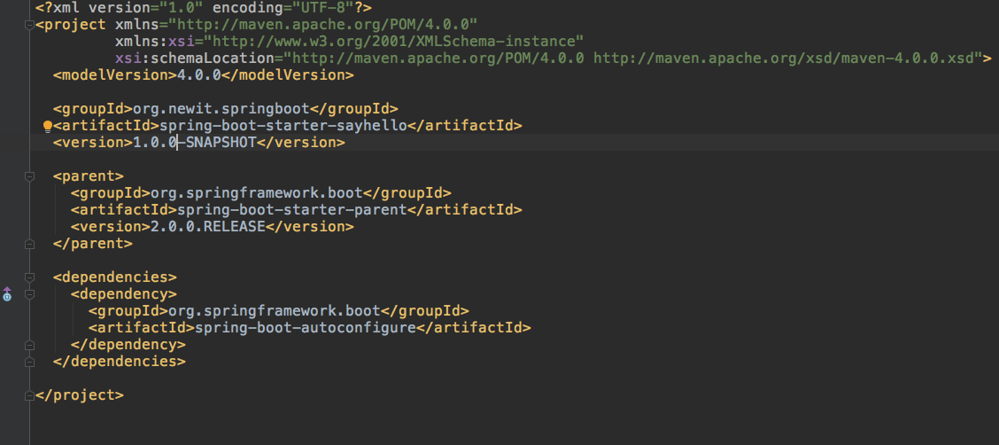 <?xml version="1.0" encoding="UTF-8"?>
<project xmlns="http://maven.apache.org/POM/4.0.0"
         xmlns:xsi="http://www.w3.org/2001/XMLSchema-instance"
         xsi:schemaLocation="http://maven.apache.org/POM/4.0.0 http://maven.apache.org/xsd/maven-4.0.0.xsd">
  <modelVersion>4.0.0</modelVersion>
  <groupId>org.newit.springboot</groupId>
  <artifactId>spring-boot-starter-sayhello</artifactId>
  <version>1.0.0-SNAPSHOT</version>
  <parent>
    <groupId>org.springframework.boot</groupId>
    <artifactId>spring-boot-starter-parent</artifactId>
    <version>2.0.0.RELEASE</version>
  </parent>
  <dependencies>
    <dependency>
      <groupId>org.springframework.boot</groupId>
      <artifactId>spring-boot-autoconfigure</artifactId>
    </dependency>
  </dependencies>
</project>